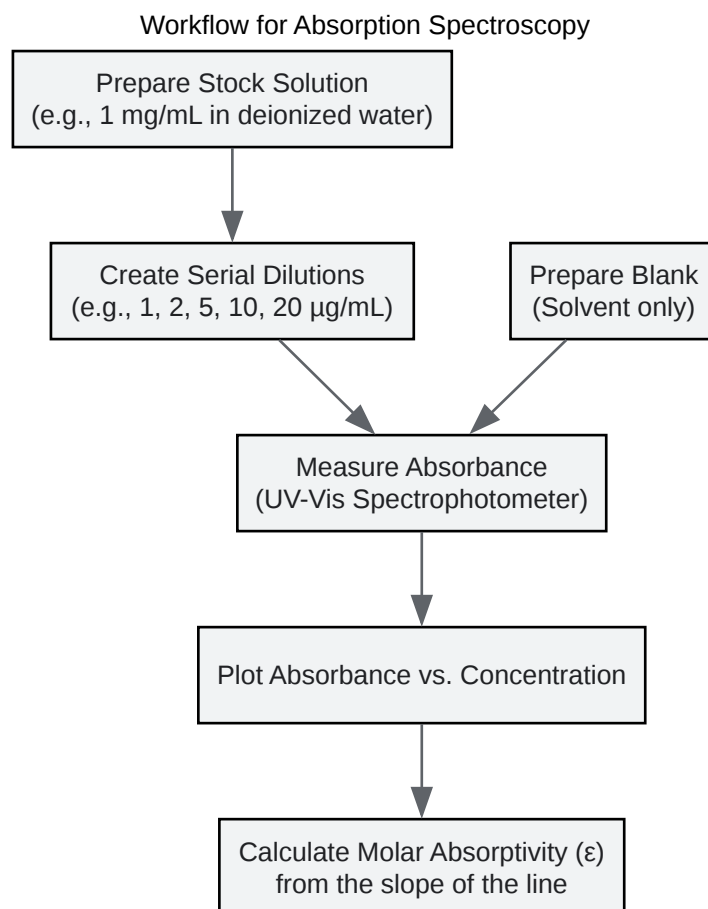 Workflow for Absorption Spectroscopy
Prepare Stock Solution
(e.g., 1 mg/mL in deionized water)
Create Serial Dilutions
(e.g., 1, 2, 5, 10, 20 µg/mL)
Prepare Blank
(Solvent only)
Measure Absorbance
(UV-Vis Spectrophotometer)
Plot Absorbance vs. Concentration
Calculate Molar Absorptivity (ε)
from the slope of the line